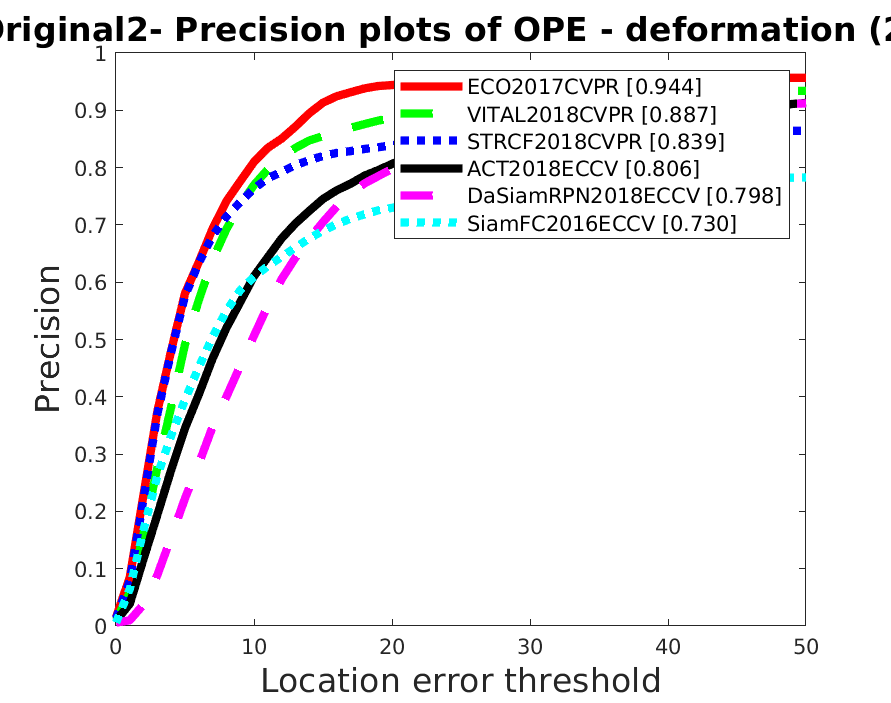 Original2- Precision plots of OPE - deformation (2
1
0.9
0.8
0.7
0.6
0.5
0.4
0.3
0.2
0.1
0
Precision
ECO2017CVPR [0.944]
VITAL2018CVPR [0.887]
STRCF2018CVPR [0.839]
ACT2018ECCV [0.806]
DaSiamRPN2018ECCV [0.798]
SiamFC2016ECCV [0.730]
0 10 20 30 40 50
Location error threshold